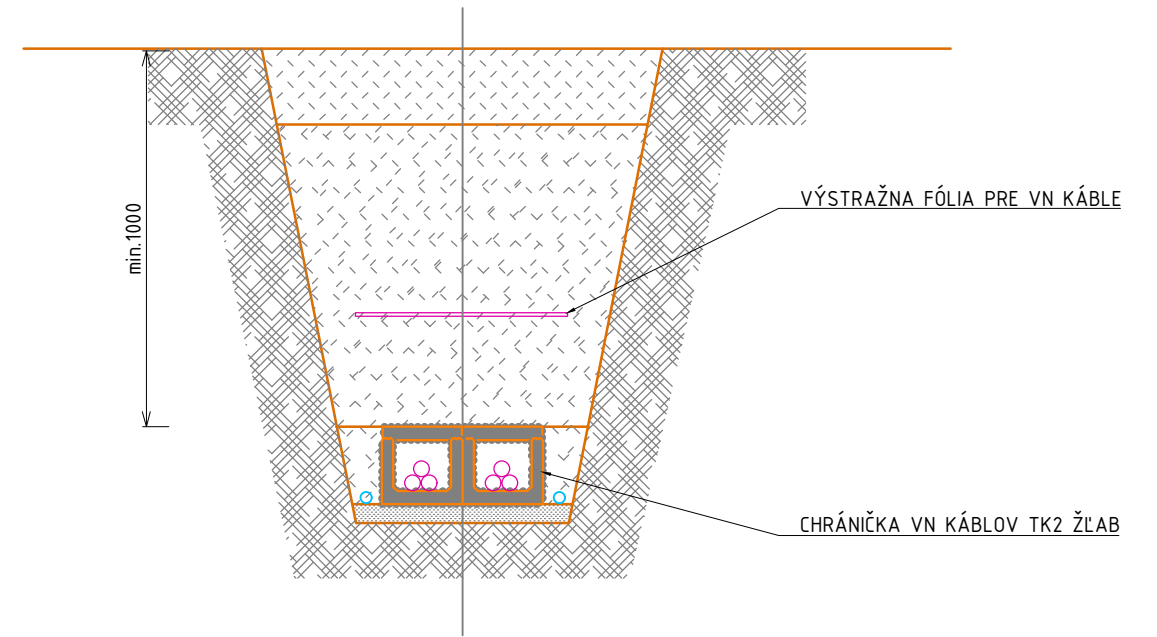 VÝSTRAŽNA FÓLIA PRE VN KÁBLE
min.1000
CHRÁNIČKA VN KÁBLOV TK2 ŽĽAB